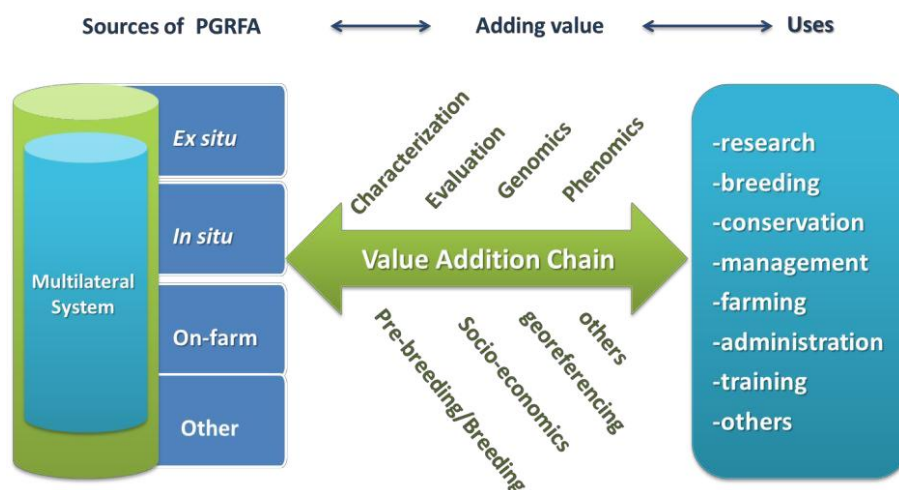 Sources of PGRFA
Adding value
Uses
Ex situ
In situ
On-farm
Other
Multilateral
System
Characterization
Evaluation
Genomics
Phenomics
Value Addition Chain
Pre-breeding/Breeding
Socio-economics
georeferencing
others
-research
-breeding
-conservation
-management
-farming
-administration
-training
-others